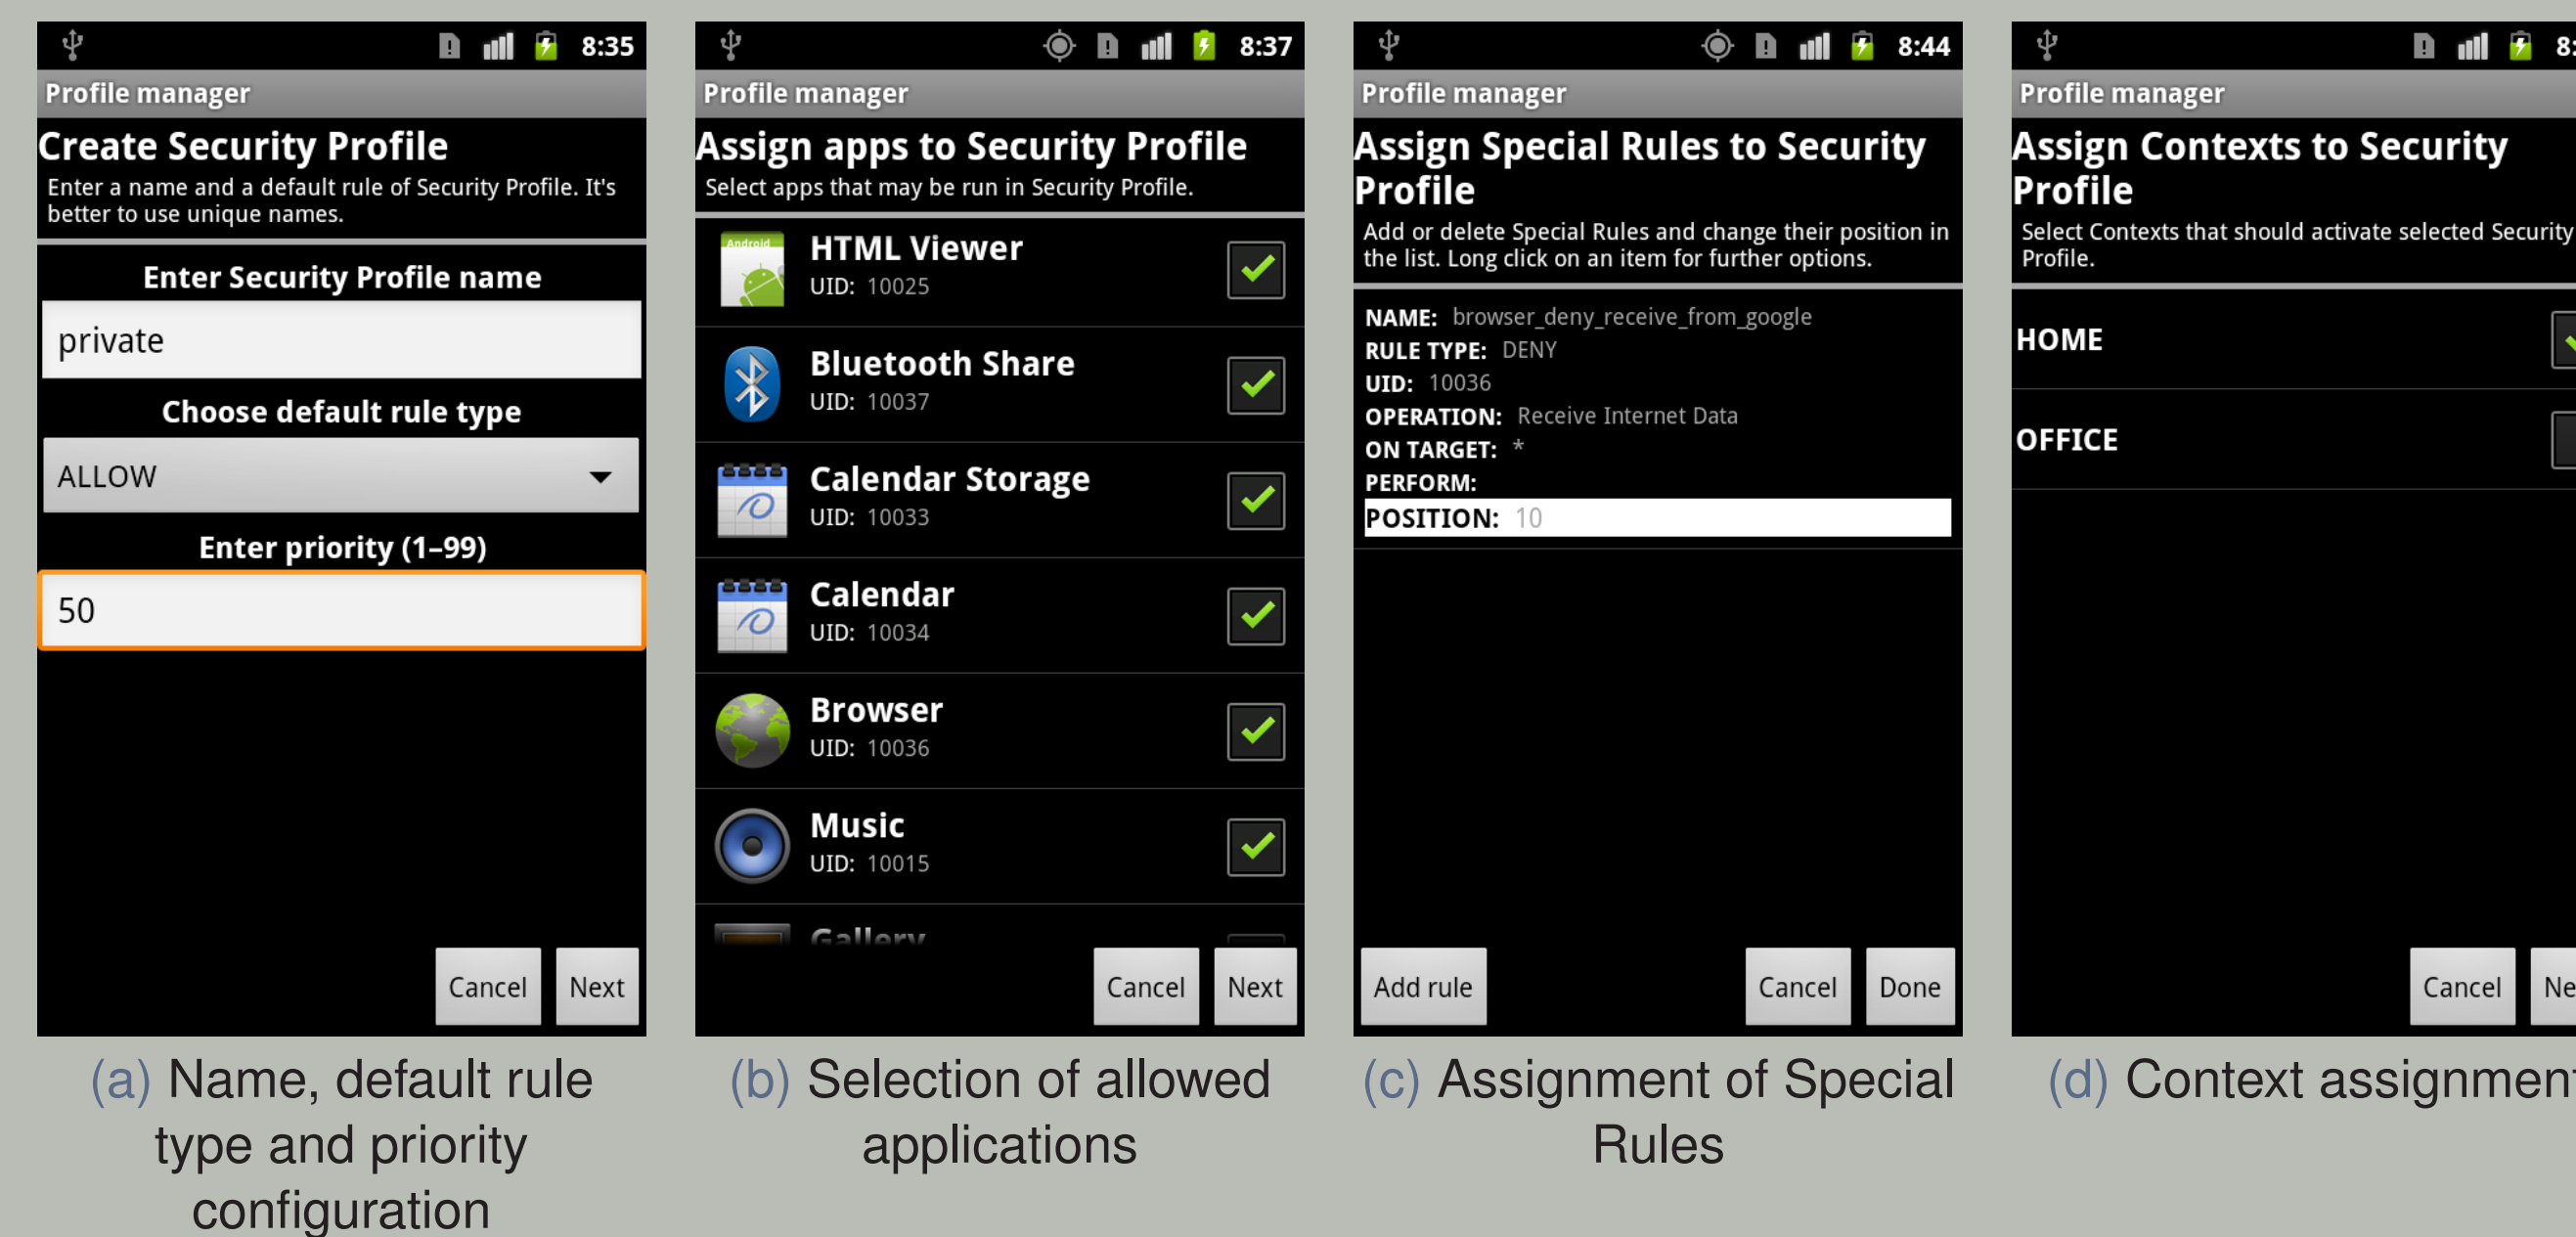 8:35
Profile manager
Create Security Profile
Enter a name and a default rule of Security Profile. It's
better to use unique names.
Enter Security Profile name
private
Choose default rule type
ALLOW
Enter priority (1–99)
50
Cancel
Next
(a) Name, default rule
type and priority
configuration
8:37
Profile manager
Assign apps to Security Profile
Select apps that may be run in Security Profile.
Android
HTML Viewer
UID: 10025
Bluetooth Share
UID: 10037
Calendar Storage
UID: 10033
Calendar
UID: 10034
Browser
UID: 10036
Music
UID: 10015
Gallery
Cancel
Next
(b) Selection of allowed
applications
8:44
Profile manager
Assign Special Rules to Security
Profile
Add or delete Special Rules and change their position in
the list. Long click on an item for further options.
NAME: browser_deny_receive_from_google
RULE TYPE: DENY
UID: 10036
OPERATION: Receive Internet Data
ON TARGET: *
PERFORM:
POSITION: 10
Add rule
Cancel
Done
(c) Assignment of Special
Rules
Profile manager
Assign Contexts to Security
Profile
Select Contexts that should activate selected Security
Profile.
HOME
OFFICE
Cancel
(d) Context assignment